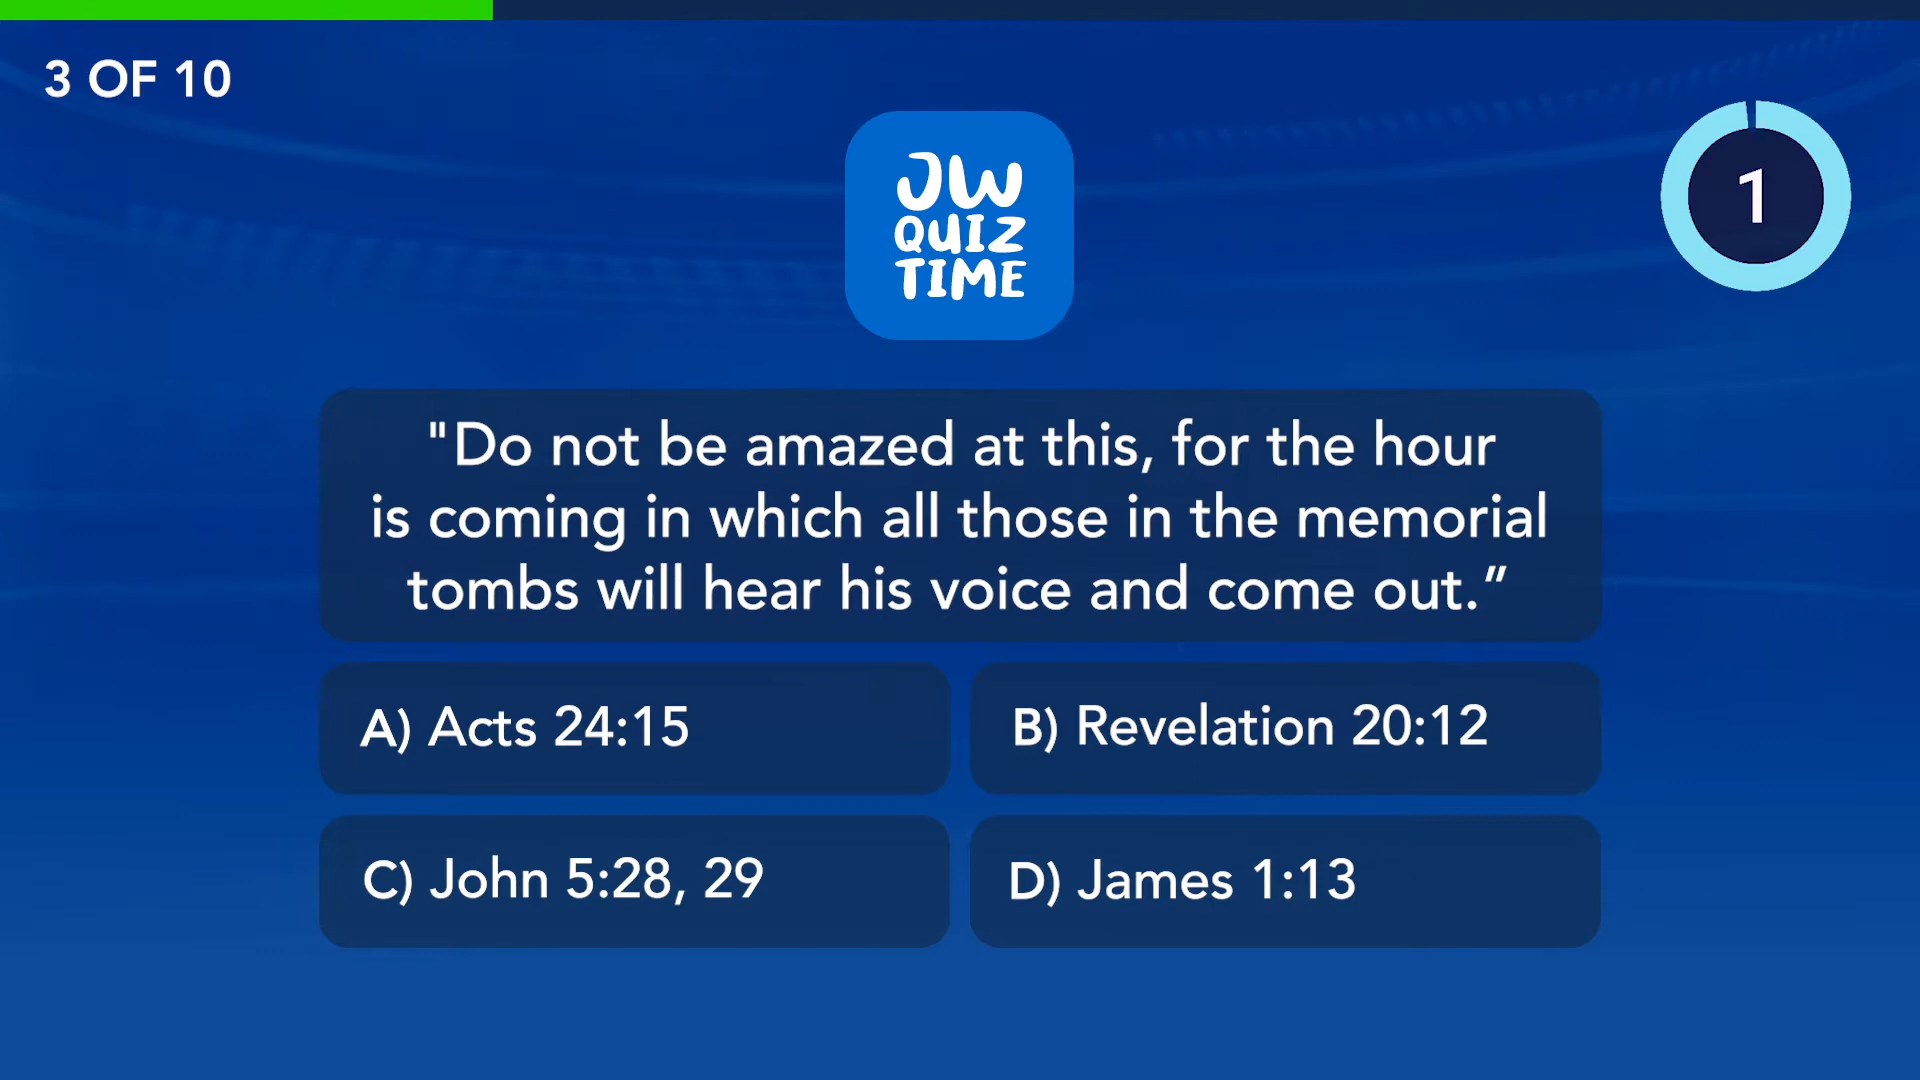 3 OF 10
JW
QUIZ
TIME
1
"Do not be amazed at this, for the hour
is coming in which all those in the memorial
tombs will hear his voice and come out.”
A) Acts 24:15
B) Revelation 20:12
C) John 5:28, 29
D) James 1:13